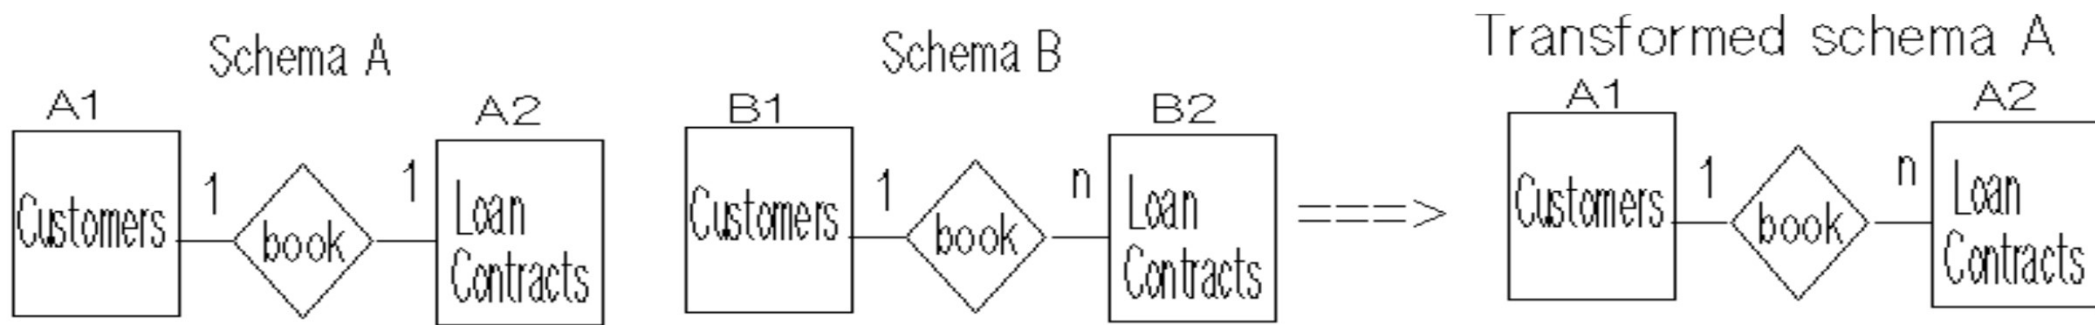 Schema A
A1
A2
Customers
1
book
1
Loan
Contracts
Schema B
B1
B2
Customers
1
book
n
Loan
Contracts
===>
Transformed schema A
A1
A2
Customers
1
book
n
Loan
Contracts